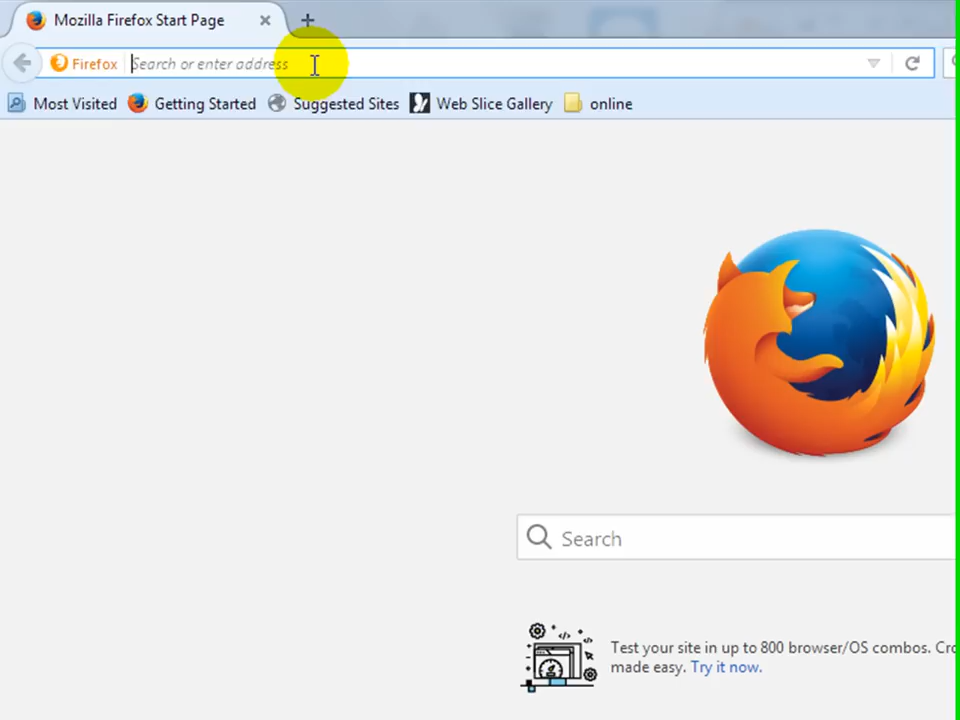 Mozilla Firefox Start Page
Firefox Search or enter address
Most Visited Getting Started Suggested Sites Web Slice Gallery online
Search
Test your site in up to 800 browser/OS combos.
made easy. Try it now.